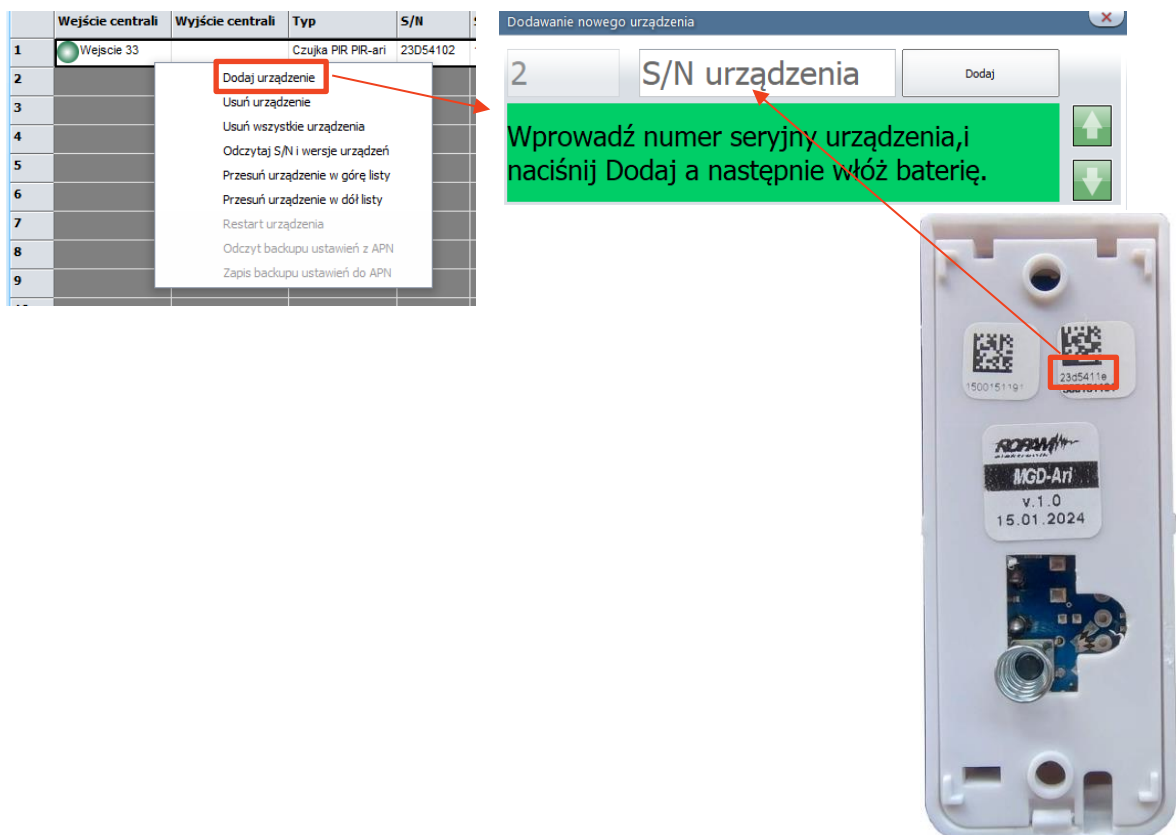 Wejście centrali Wyjście centrali Typ S/N
1 Wejscie 33 Czujka PIR PIR-ari 23D54102
2
3
4
5
6
7
8
9
Dodaj urządzenie
Usuń urządzenie
Usuń wszystkie urządzenia
Odczytaj S/N i wersje urządzeń
Przesuń urządzenie w górę listy
Przesuń urządzenie w dół listy
Restart urządzenia
Odczyt backupu ustawień z APN
Zapis backupu ustawień do APN
Dodawanie nowego urządzenia
2 S/N urządzenia Dodaj
Wprowadź numer seryjny urządzenia,i
naciśnij Dodaj a następnie włóż baterię.
1500151191
23d5411e
ROPAM
elektronik
MGD-Ari
v.1.0
15.01.2024